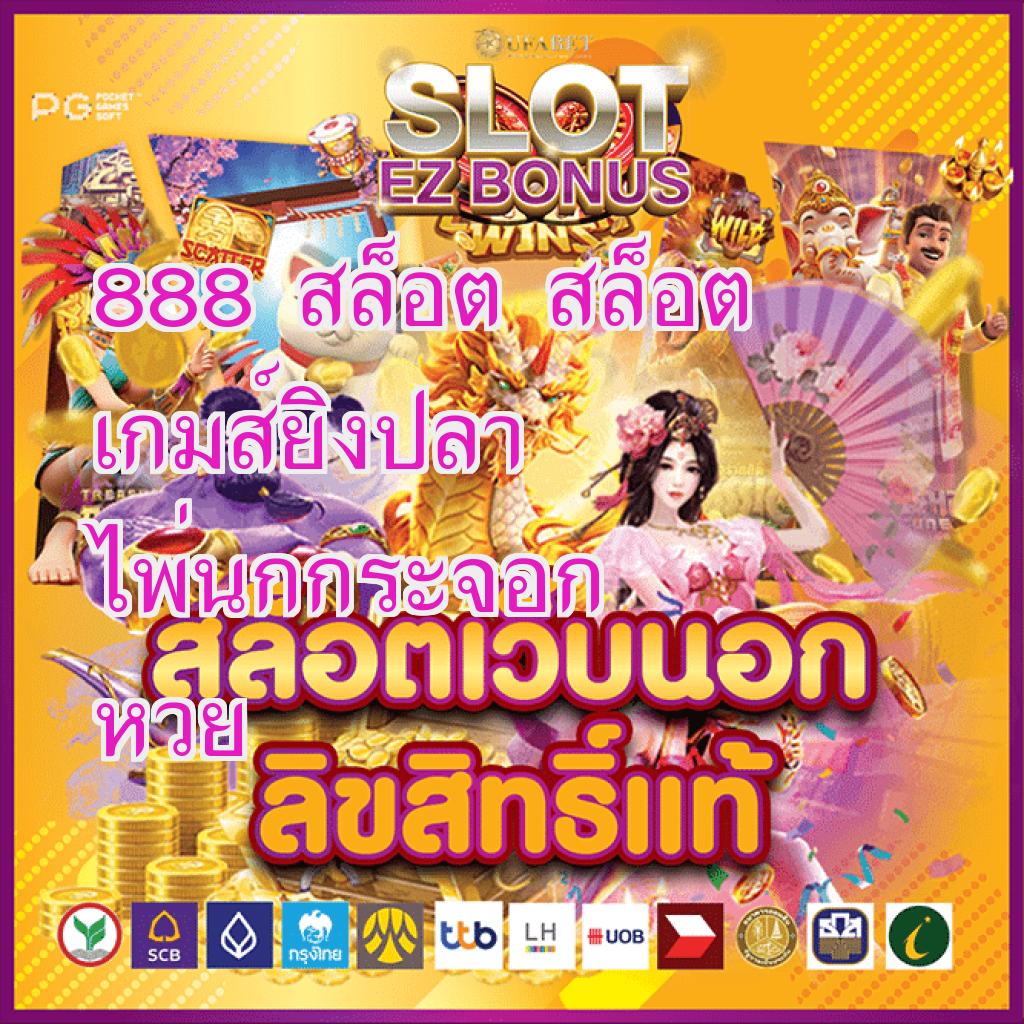 UFABET
PG POCKET GAMES SOFT
SLOT
EZ BONUS
WINS
SCATTER
WILD
888 สล็อต สล็อต
เกมส์ยิงปลา
ไพ่นกกระจอก
สลอตเวบนอก
หวย
ลิขสิทธิ์แท้
SCB
กรุงไทย
ttb
LH
UOB